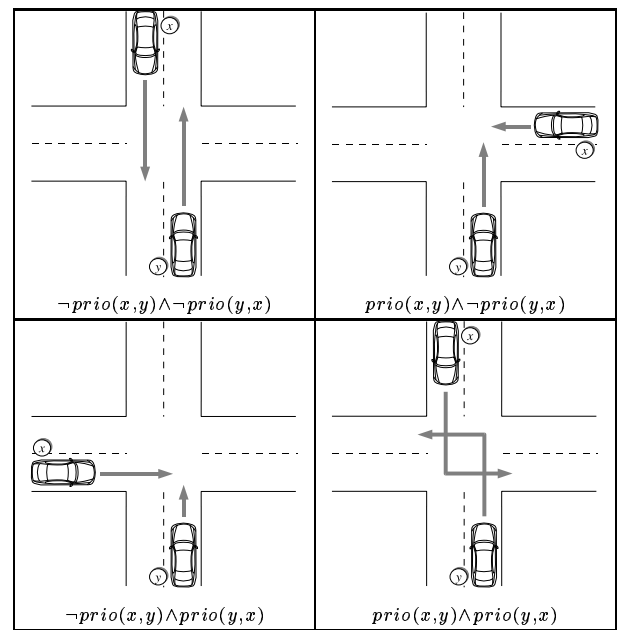 x
y
¬prio(x,y)∧¬prio(y,x)
x
y
prio(x,y)∧¬prio(y,x)
x
y
¬prio(x,y)∧prio(y,x)
x
y
prio(x,y)∧prio(y,x)